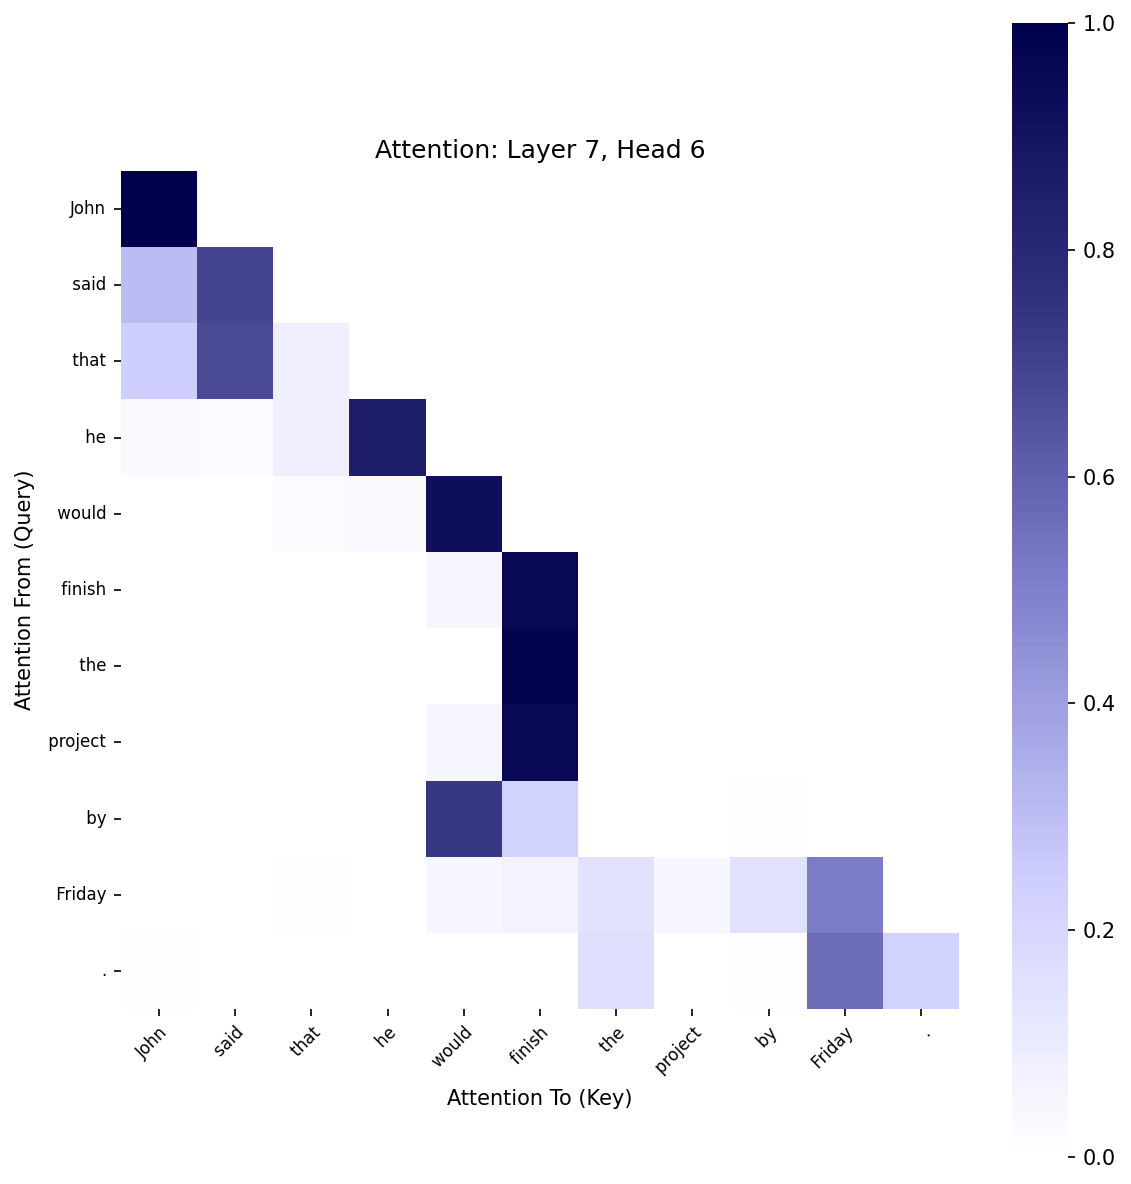 Attention: Layer 7, Head 6
Attention From (Query)
John
said
that
he
would
finish
the
project
by
Friday
.
John said that he would finish the project by Friday .
Attention To (Key)
1.0
0.8
0.6
0.4
0.2
0.0